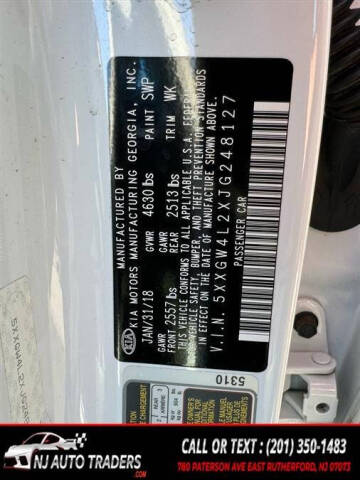 MANUFACTURED BY
KIA MOTORS MANUFACTURING GEORGIA, INC.
KIA
JAN/31/18 GVWR 4630 lbs PAINT SWP
GAWR FRONT 2557 lbs GAWR REAR 2513 lbs TRIM WK
THIS VEHICLE CONFORMS TO ALL APPLICABLE U.S.A. FEDERAL
MOTOR VEHICLE SAFETY, BUMPER, AND THEFT PREVENTION STANDARDS
IN EFFECT ON THE DATE OF MANUFACTURE SHOWN ABOVE.
V.I.N. 5XXGW4L2XJG248127
PASSENGER CAR
5310
REAR 3
NJ AUTO TRADERS
CALL OR TEXT : (201) 350-1483
780 PATERSON AVE EAST RUTHERFORD, NJ 07073